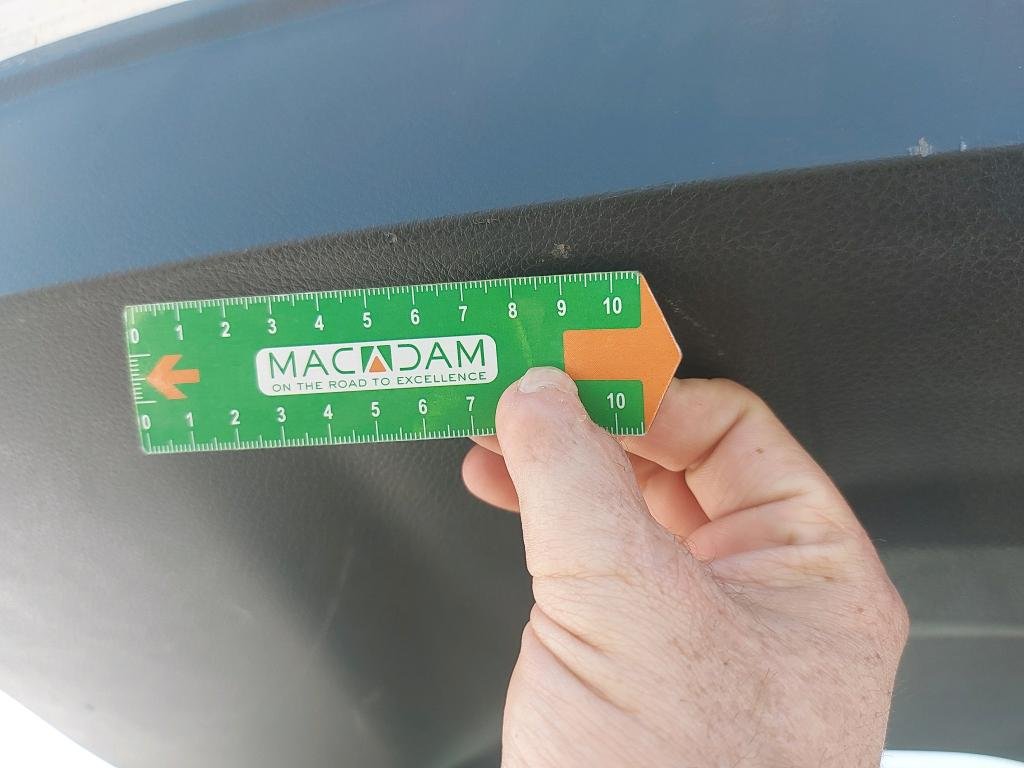 0 1 2 3 4 5 6 7 8 9 10
MACADAM
ON THE ROAD TO EXCELLENCE
0 1 2 3 4 5 6 7 10